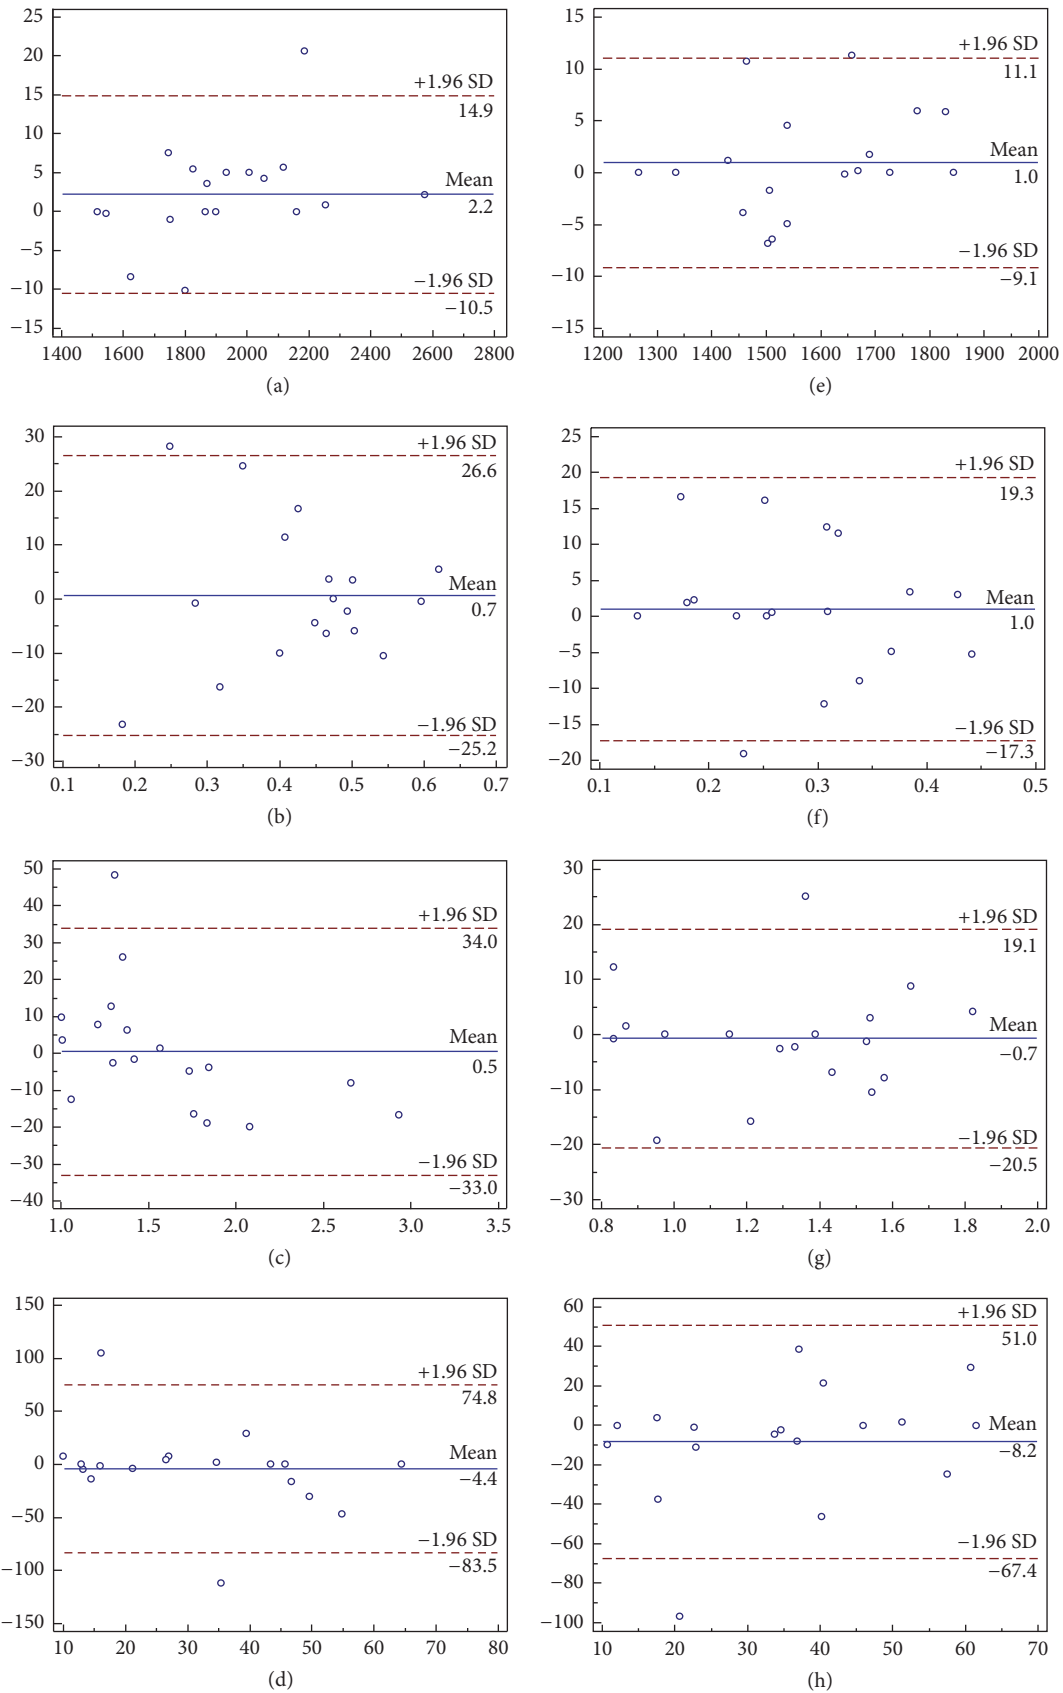 25
20
15
10
5
0
−5
−10
−15
+1.96 SD
14.9
Mean
2.2
−1.96 SD
−10.5
1400 1600 1800 2000 2200 2400 2600 2800
(a)
15
10
5
0
−5
−10
−15
+1.96 SD
11.1
Mean
1.0
−1.96 SD
−9.1
1200 1300 1400 1500 1600 1700 1800 1900 2000
(e)
30
20
10
0
−10
−20
−30
+1.96 SD
26.6
Mean
0.7
−1.96 SD
−25.2
0.1 0.2 0.3 0.4 0.5 0.6 0.7
(b)
25
20
15
10
5
0
−5
−10
−15
−20
+1.96 SD
19.3
Mean
1.0
−1.96 SD
−17.3
0.1 0.2 0.3 0.4 0.5
(f)
50
40
30
20
10
0
−10
−20
−30
−40
+1.96 SD
34.0
Mean
0.5
−1.96 SD
−33.0
1.0 1.5 2.0 2.5 3.0 3.5
(c)
30
20
10
0
−10
−20
−30
+1.96 SD
19.1
Mean
−0.7
−1.96 SD
−20.5
0.8 1.0 1.2 1.4 1.6 1.8 2.0
(g)
150
100
50
0
−50
−100
−150
+1.96 SD
74.8
Mean
−4.4
−1.96 SD
−83.5
10 20 30 40 50 60 70 80
(d)
60
40
20
0
−20
−40
−60
−80
−100
+1.96 SD
51.0
Mean
−8.2
−1.96 SD
−67.4
10 20 30 40 50 60 70
(h)